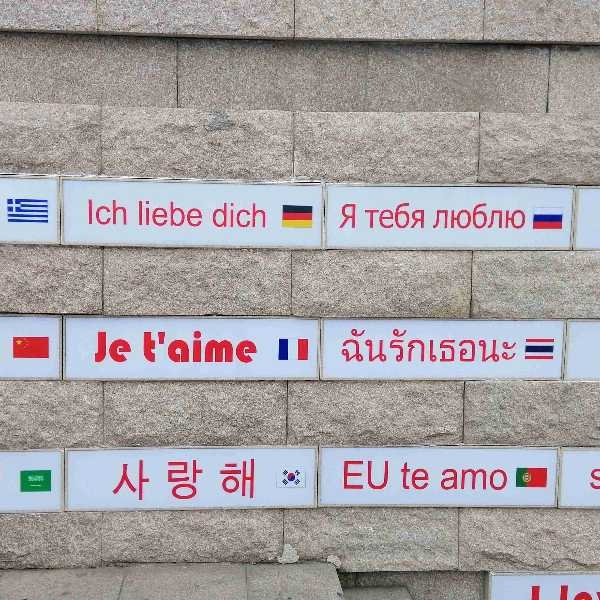 Ich liebe dich
Я тебя люблю
Je t'aime
ฉันรักเธอนะ
사랑해
EU te amo